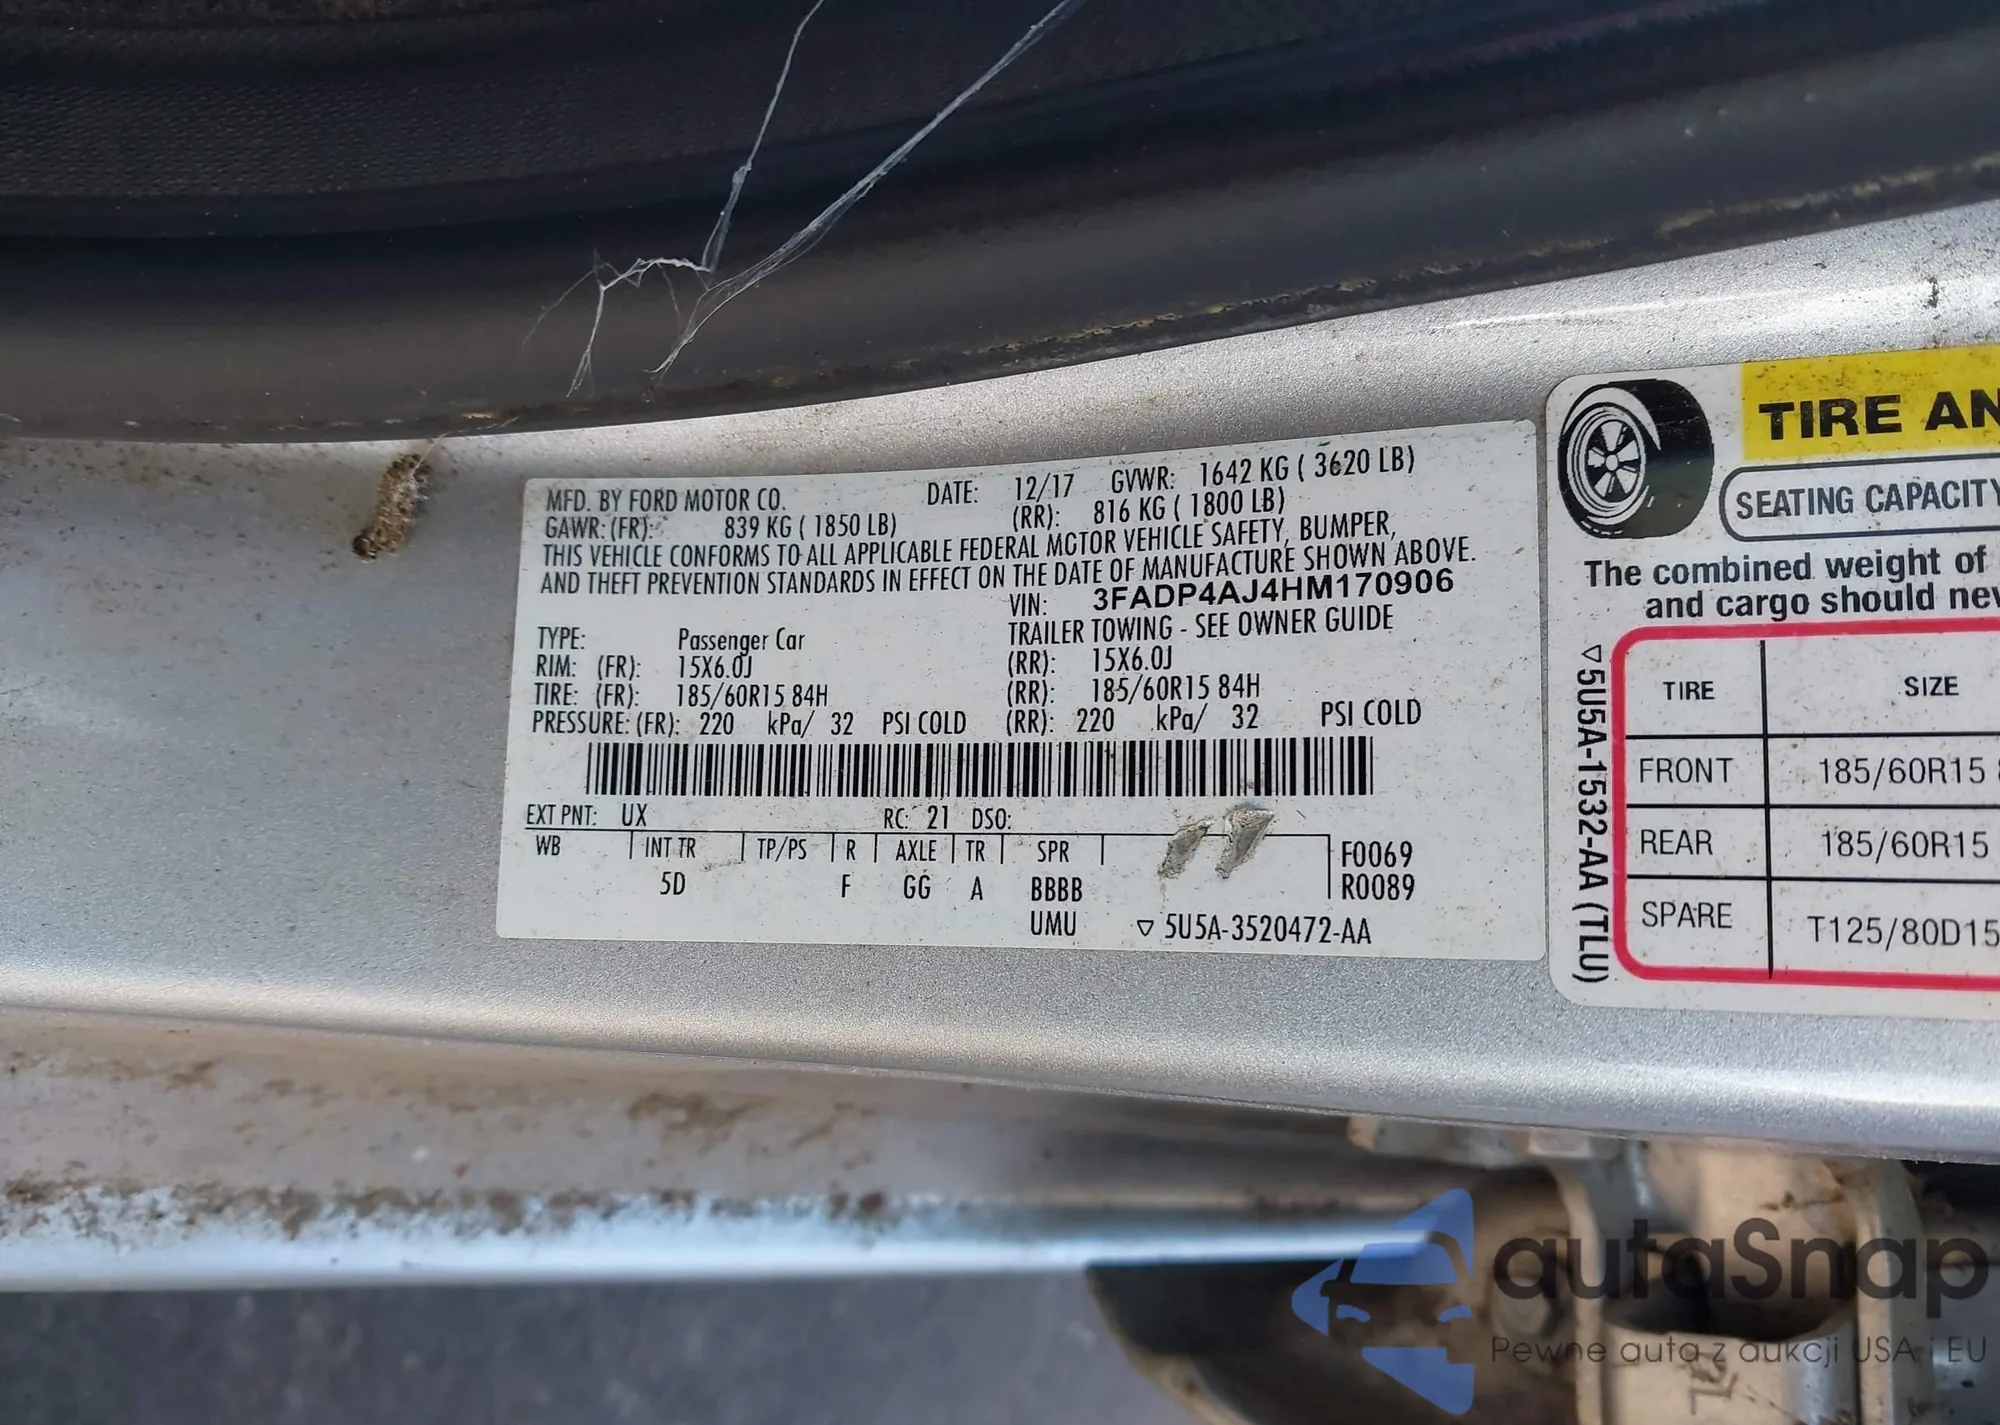 MFD. BY FORD MOTOR CO. DATE: 12/17 GVWR: 1642 KG ( 3620 LB)
GAWR: (FR): 839 KG ( 1850 LB) (RR): 816 KG ( 1800 LB)
THIS VEHICLE CONFORMS TO ALL APPLICABLE FEDERAL MOTOR VEHICLE SAFETY, BUMPER,
AND THEFT PREVENTION STANDARDS IN EFFECT ON THE DATE OF MANUFACTURE SHOWN ABOVE.
VIN: 3FADP4AJ4HM170906
TYPE: Passenger Car TRAILER TOWING - SEE OWNER GUIDE
RIM: (FR): 15X6.0J (RR): 15X6.0J
TIRE: (FR): 185/60R15 84H (RR): 185/60R15 84H
PRESSURE: (FR): 220 kPa/ 32 PSI COLD (RR): 220 kPa/ 32 PSI COLD
EXT PNT: UX RC: 21 DSO:
WB INT TR TP/PS R AXLE TR SPR F0069
5D F GG A BBBB R0089
UMU ▽ 5U5A-3520472-AA
TIRE AN
SEATING CAPACITY
The combined weight of
and cargo should nev
▽5U5A-1532-AA (TLU)
TIRE SIZE
FRONT 185/60R15
REAR 185/60R15
SPARE T125/80D15
autaSnap
Pewne auta z aukcji USA i EU